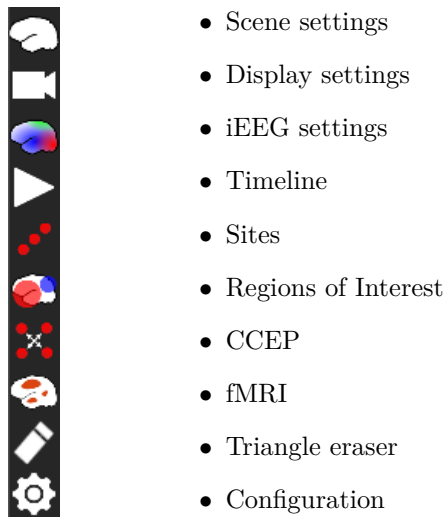 • Scene settings
• Display settings
• iEEG settings
• Timeline
• Sites
• Regions of Interest
• CCEP
• fMRI
• Triangle eraser
• Configuration